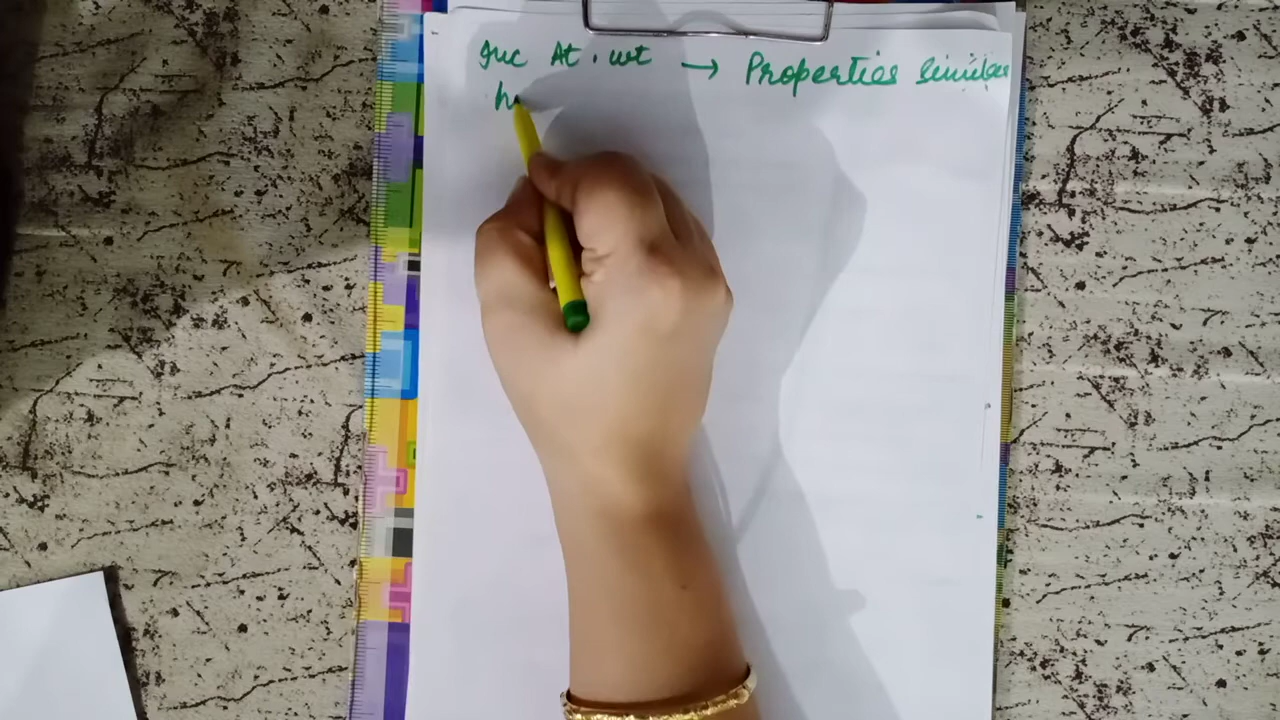 Inc At. wt → Properties Similar
h